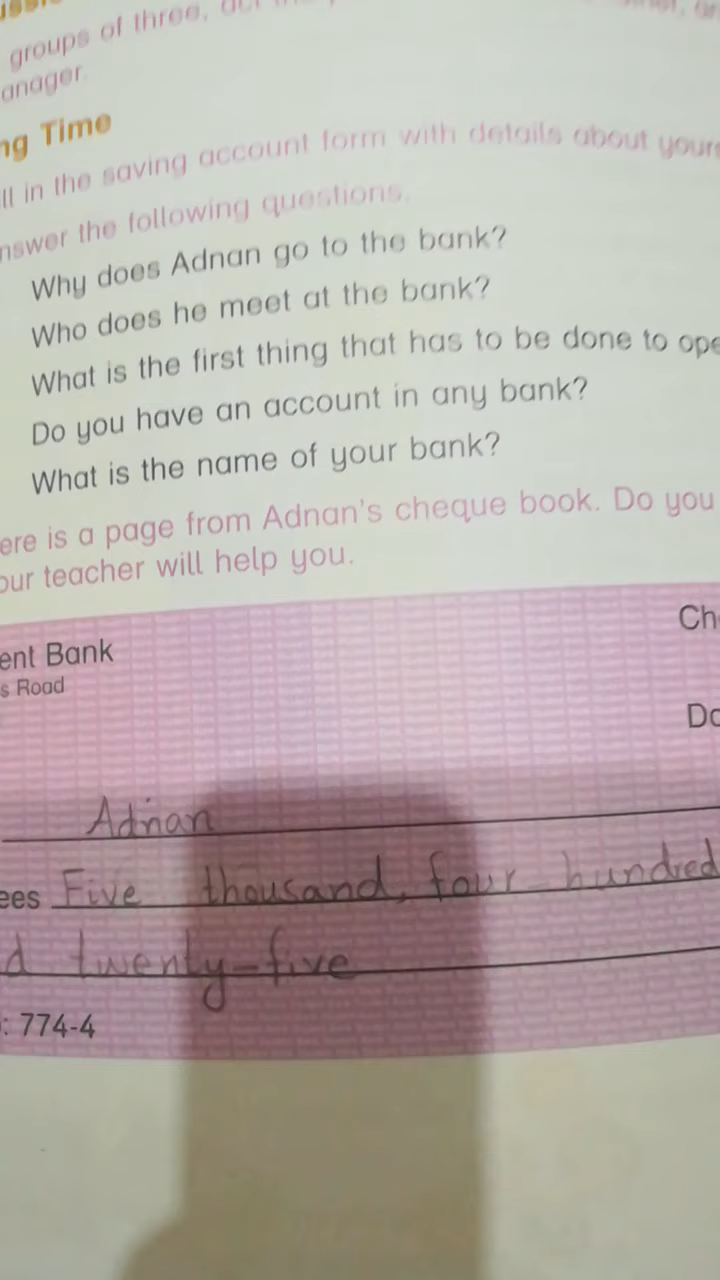 groups of three,
anager.
ng Time
ll in the saving account form with details about yours
nswer the following questions.
Why does Adnan go to the bank?
Who does he meet at the bank?
What is the first thing that has to be done to ope
Do you have an account in any bank?
What is the name of your bank?
ere is a page from Adnan's cheque book. Do you
our teacher will help you.
ent Bank
Ch
s Road
Da
Adnan
ees Five thousand, four hundred
d twenty-five
: 774-4